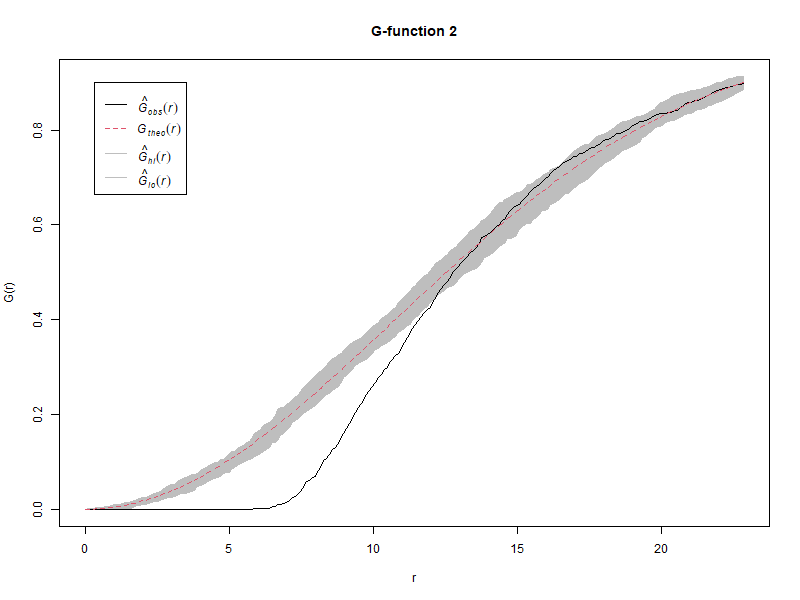 G-function 2
Ĝobs(r)
Gtheo(r)
Ĝhi(r)
Ĝlo(r)
G(r)
0.8
0.6
0.4
0.2
0.0
0 5 10 15 20
r